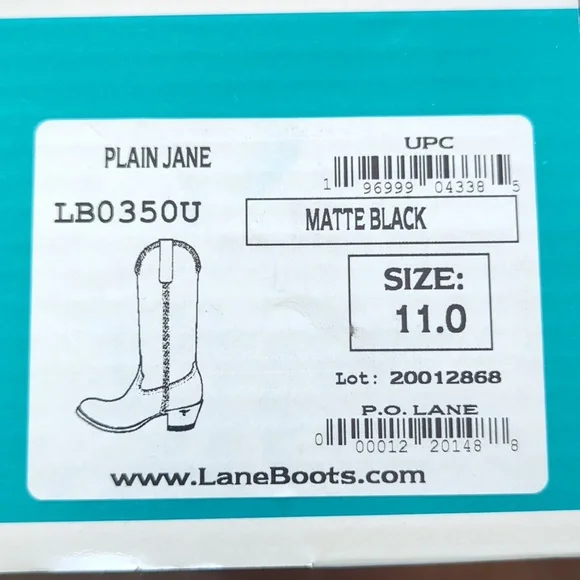 PLAIN JANE
UPC
1 96999 04338 5
LB0350U
MATTE BLACK
SIZE:
11.0
Lot: 20012868
P.O. LANE
0 00012 20148 8
www.LaneBoots.com